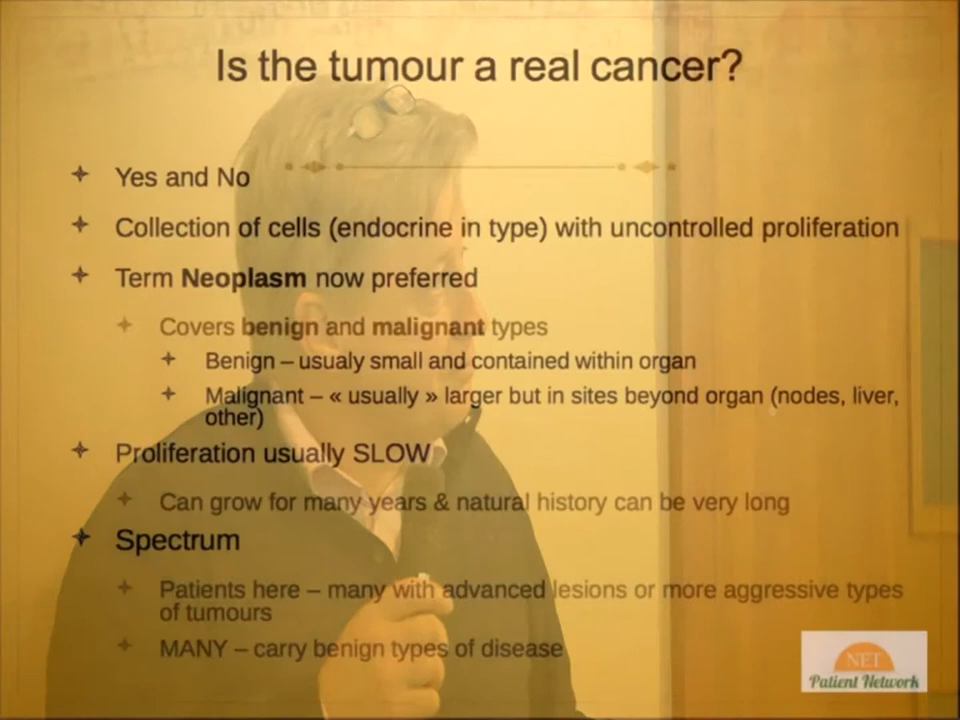 Is the tumour a real cancer?
Yes and No
Collection of cells (endocrine in type) with uncontrolled proliferation
Term Neoplasm now preferred
Covers benign and malignant types
Benign – usualy small and contained within organ
Malignant – « usually » larger but in sites beyond organ (nodes, liver,
other)
Proliferation usually SLOW
Can grow for many years & natural history can be very long
Spectrum
Patients here – many with advanced lesions or more aggressive types
of tumours
MANY – carry benign types of disease
NET
Patient Network